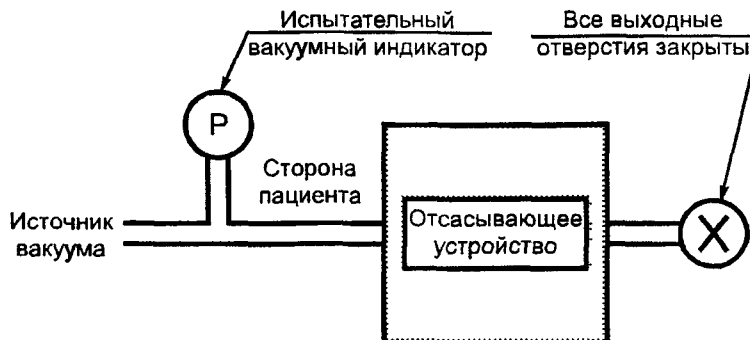 Испытательный
вакуумный индикатор
Все выходные
отверстия закрыты
P
Сторона
пациента
Источник
вакуума
Отсасывающее
устройство
X